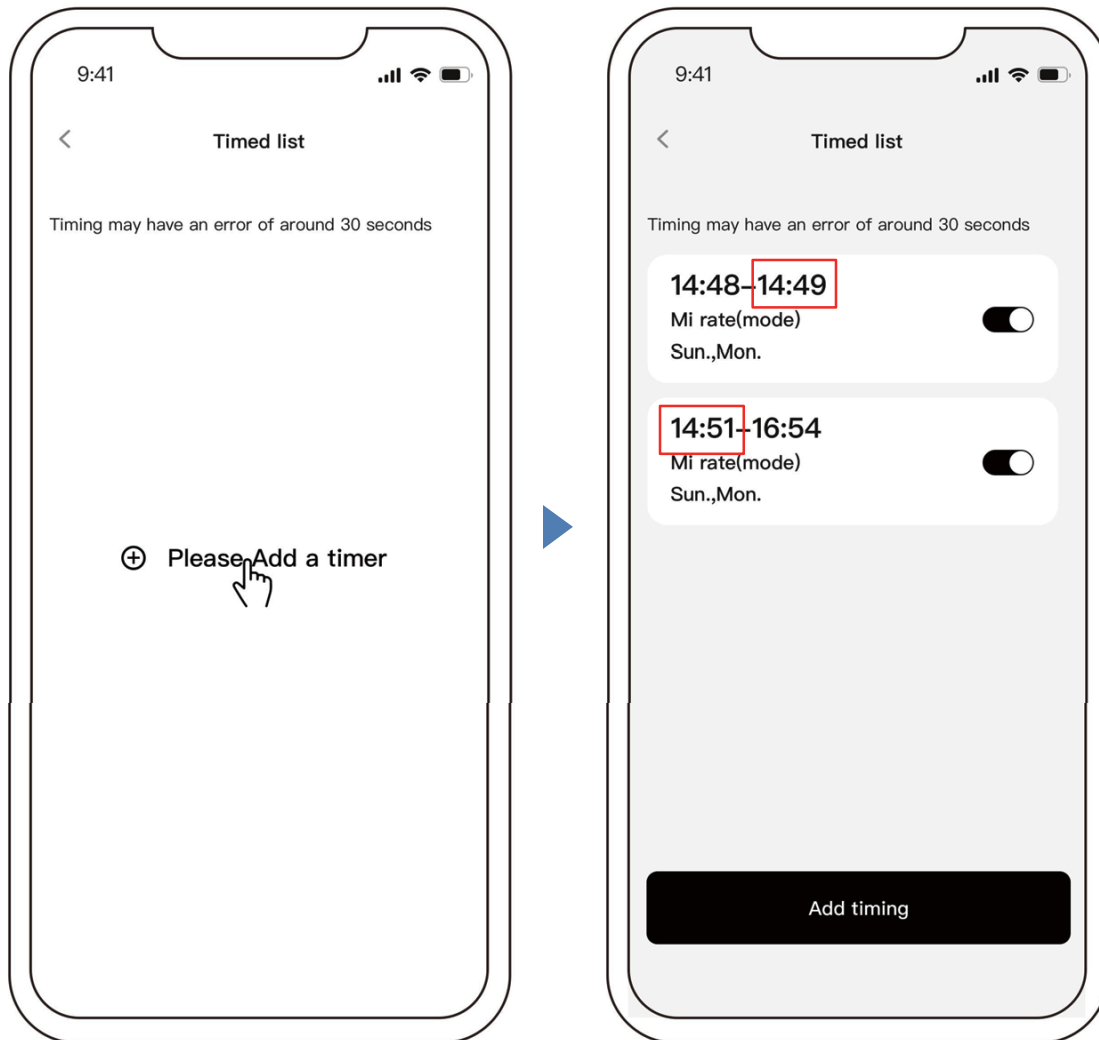 9:41
Timed list
Timing may have an error of around 30 seconds
Please Add a timer
9:41
Timed list
Timing may have an error of around 30 seconds
14:48–14:49
Mi rate(mode)
Sun.,Mon.
14:51–16:54
Mi rate(mode)
Sun.,Mon.
Add timing